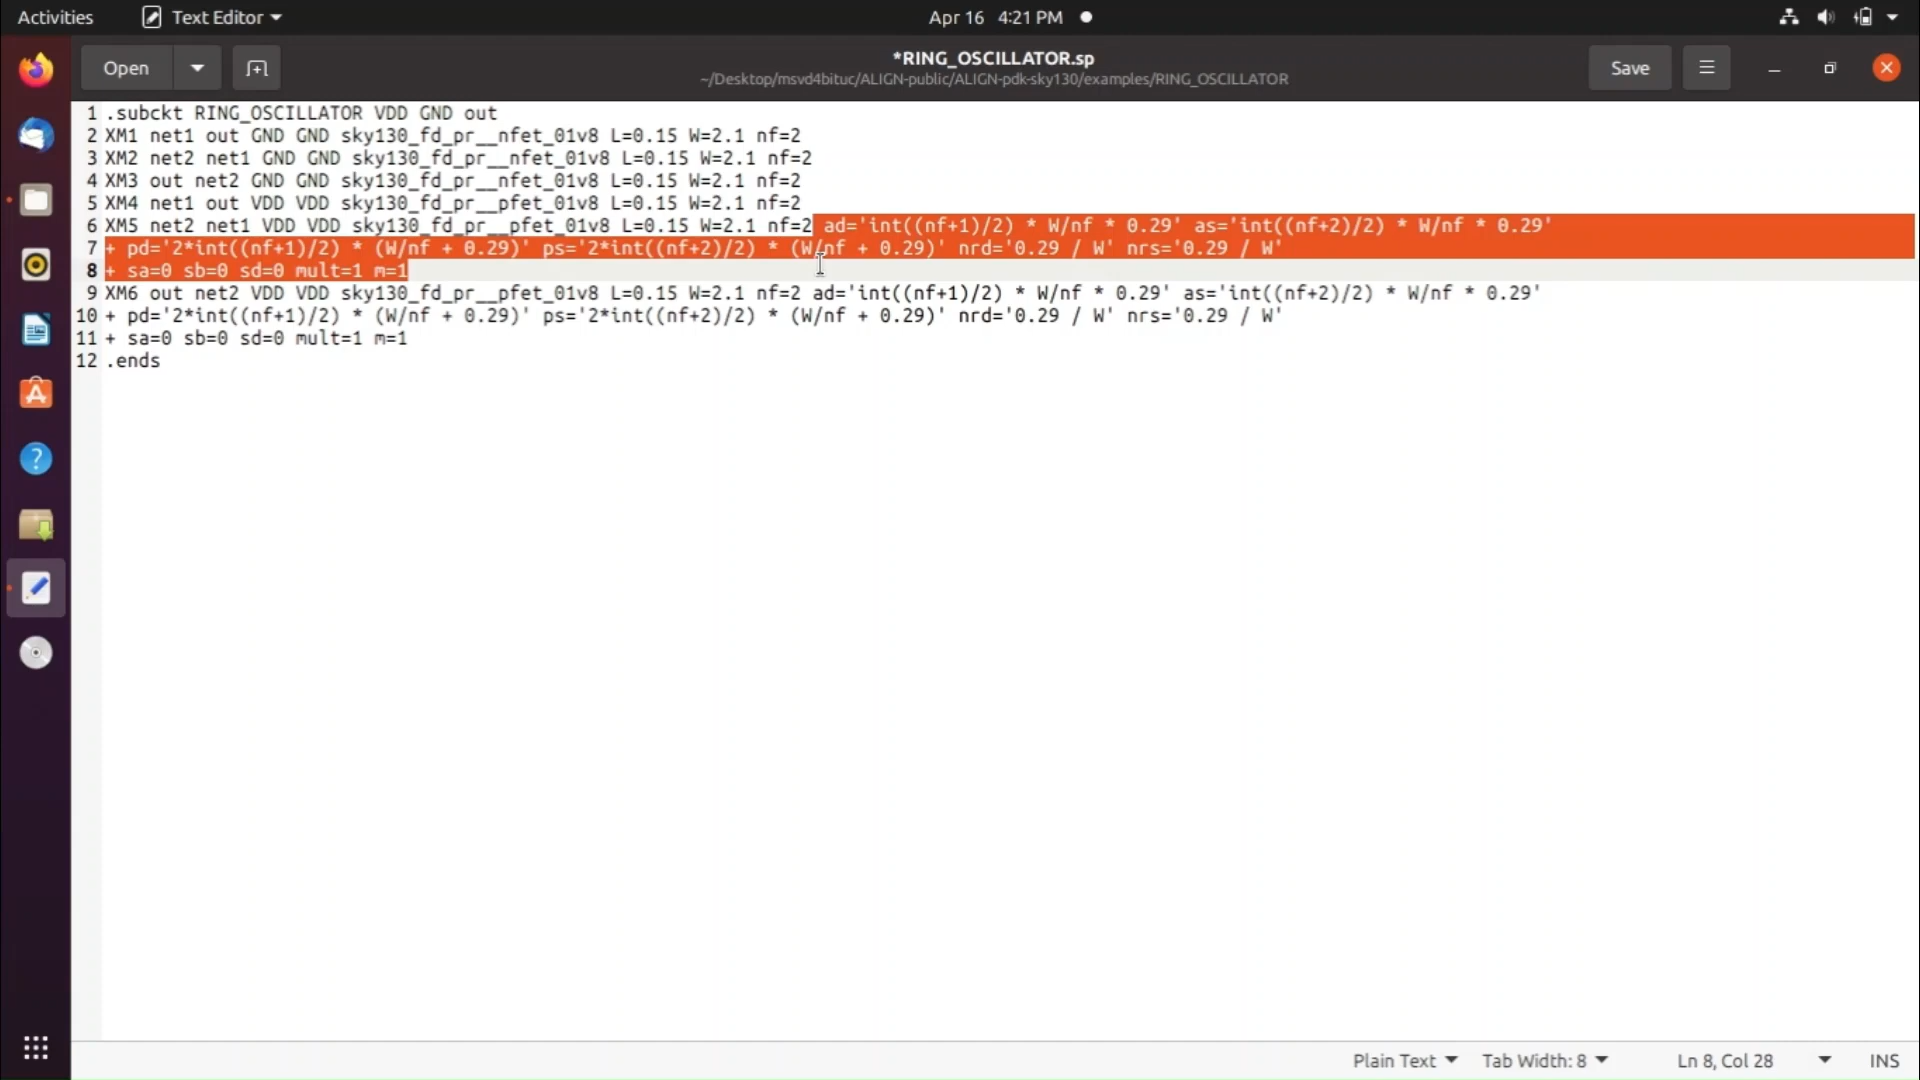 Activities
Text Editor
Apr 16 4:21 PM
Open
*RING_OSCILLATOR.sp
~/Desktop/msvd4bituc/ALIGN-public/ALIGN-pdk-sky130/examples/RING_OSCILLATOR
Save
1 .subckt RING_OSCILLATOR VDD GND out
2 XM1 net1 out GND GND sky130_fd_pr__nfet_01v8 L=0.15 W=2.1 nf=2
3 XM2 net2 net1 GND GND sky130_fd_pr__nfet_01v8 L=0.15 W=2.1 nf=2
4 XM3 out net2 GND GND sky130_fd_pr__nfet_01v8 L=0.15 W=2.1 nf=2
5 XM4 net1 out VDD VDD sky130_fd_pr__pfet_01v8 L=0.15 W=2.1 nf=2
6 XM5 net2 net1 VDD VDD sky130_fd_pr__pfet_01v8 L=0.15 W=2.1 nf=2 ad='int((nf+1)/2) * W/nf * 0.29' as='int((nf+2)/2) * W/nf * 0.29'
7 + pd='2*int((nf+1)/2) * (W/nf + 0.29)' ps='2*int((nf+2)/2) * (W/nf + 0.29)' nrd='0.29 / W' nrs='0.29 / W'
8 + sa=0 sb=0 sd=0 mult=1 m=1
9 XM6 out net2 VDD VDD sky130_fd_pr__pfet_01v8 L=0.15 W=2.1 nf=2 ad='int((nf+1)/2) * W/nf * 0.29' as='int((nf+2)/2) * W/nf * 0.29'
10 + pd='2*int((nf+1)/2) * (W/nf + 0.29)' ps='2*int((nf+2)/2) * (W/nf + 0.29)' nrd='0.29 / W' nrs='0.29 / W'
11 + sa=0 sb=0 sd=0 mult=1 m=1
12 .ends
Plain Text
Tab Width: 8
Ln 8, Col 28
INS